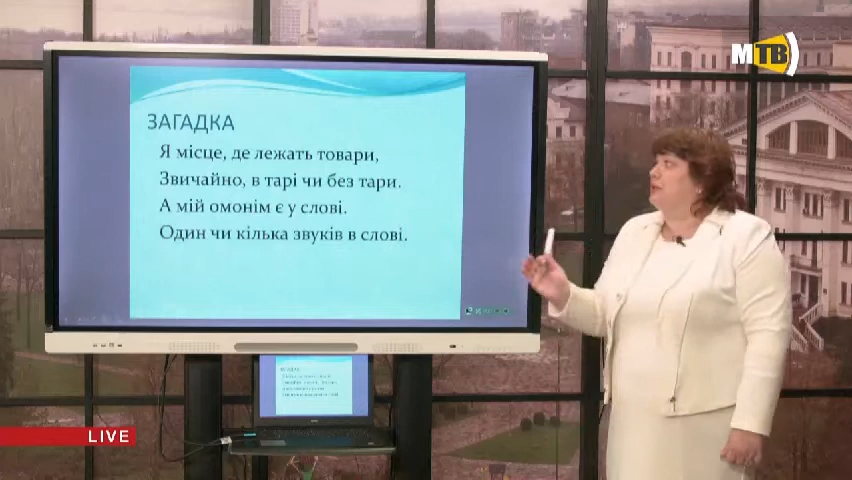 МТВ
ЗАГАДКА
Я місце, де лежать товари,
Звичайно, в тарі чи без тари.
А мій омонім є у слові.
Один чи кілька звуків в слові.
LIVE